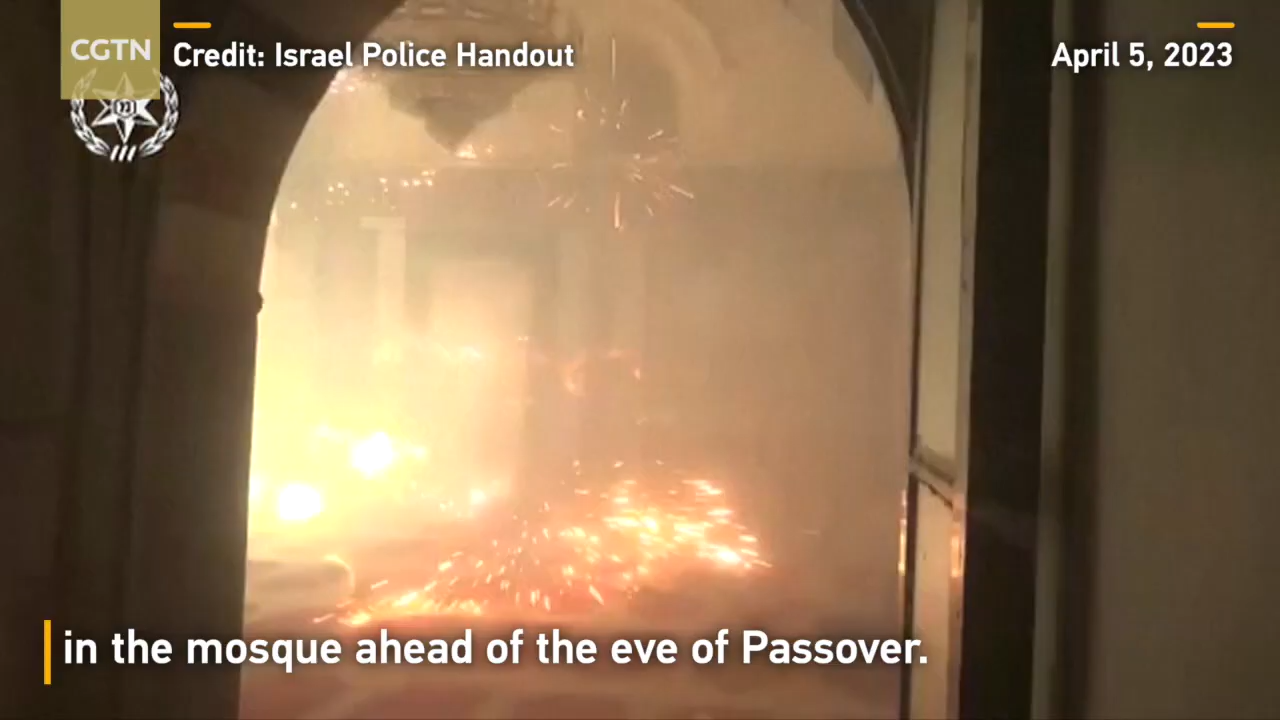 CGTN
Credit: Israel Police Handout
April 5, 2023
in the mosque ahead of the eve of Passover.